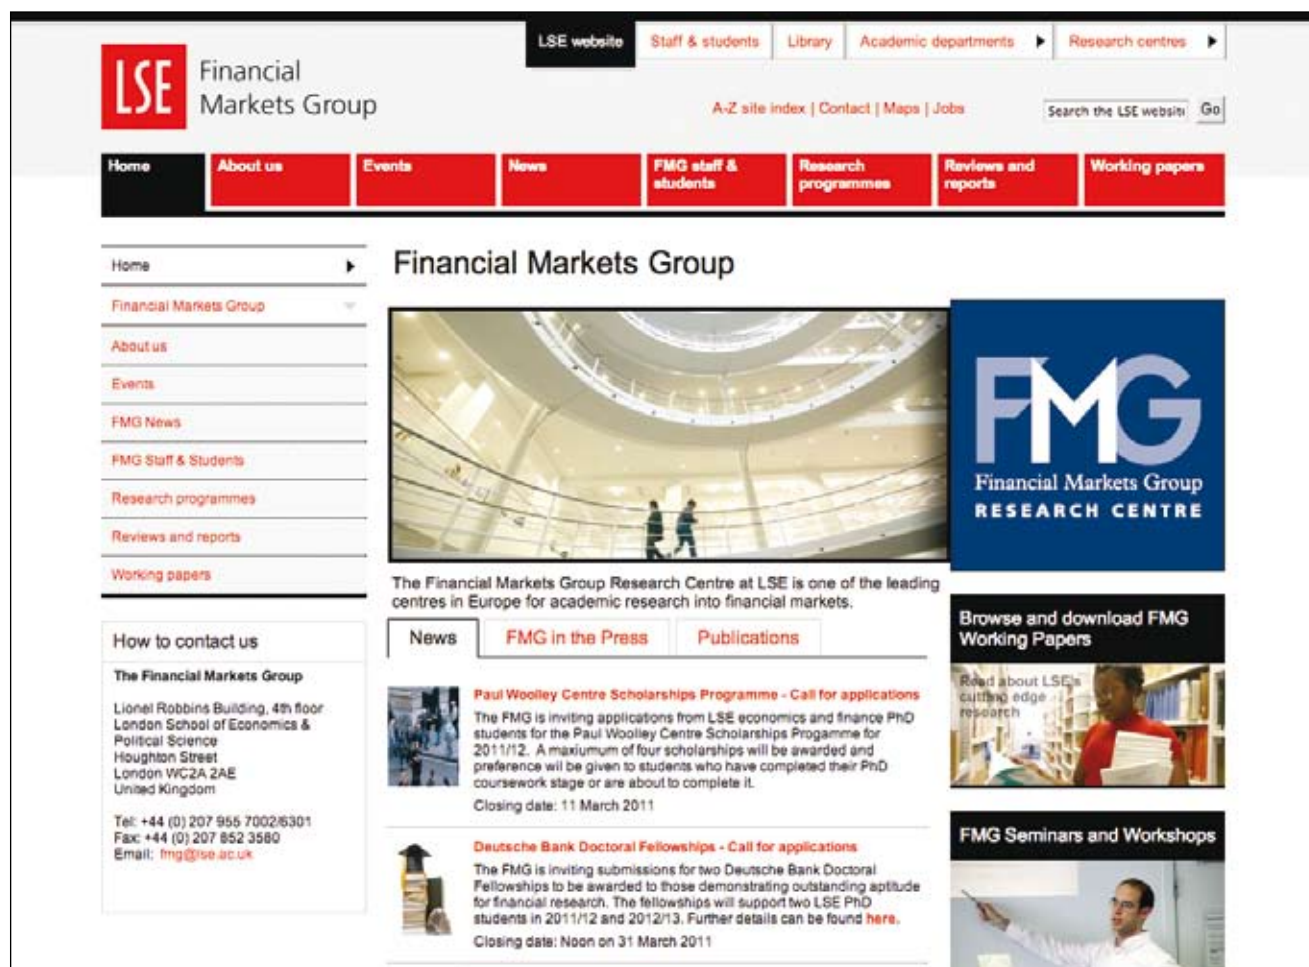 LSE website
Staff & students
Library
Academic departments
Research centres
LSE
Financial
Markets Group
A-Z site index | Contact | Maps | Jobs
Search the LSE websit
Go
Home
About us
Events
News
FMG staff &
students
Research
programmes
Reviews and
reports
Working papers
Home
Financial Markets Group
About us
Events
FMG News
FMG Staff & Students
Research programmes
Reviews and reports
Working papers
How to contact us
The Financial Markets Group
Lionel Robbins Building, 4th floor
London School of Economics &
Political Science
Houghton Street
London WC2A 2AE
United Kingdom
Tel: +44 (0) 207 955 7002/6301
Fax: +44 (0) 207 852 3580
Email: fmg@lse.ac.uk
Financial Markets Group
The Financial Markets Group Research Centre at LSE is one of the leading
centres in Europe for academic research into financial markets.
News
FMG in the Press
Publications
Paul Woolley Centre Scholarships Programme - Call for applications
The FMG is inviting applications from LSE economics and finance PhD
students for the Paul Woolley Centre Scholarships Progamme for
2011/12. A maxiumum of four scholarships will be awarded and
preference wil be given to students who have completed their PhD
coursework stage or are about to complete it.
Closing date: 11 March 2011
Deutsche Bank Doctoral Fellowships - Call for applications
The FMG is inviting submissions for two Deutsche Bank Doctoral
Fellowships to be awarded to those demonstrating outstanding aptitude
for financial research. The fellowships will support two LSE PhD
students in 2011/12 and 2012/13. Further details can be found here.
Closing date: Noon on 31 March 2011
FMG
Financial Markets Group
RESEARCH CENTRE
Browse and download FMG
Working Papers
Read about LSE's
cutting edge
research
FMG Seminars and Workshops